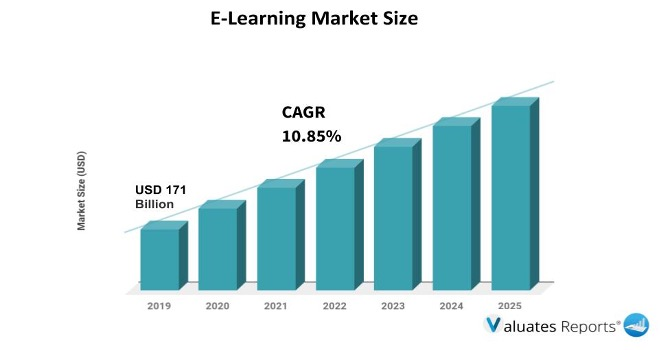 E-Learning Market Size
CAGR
10.85%
USD 171
Billion
Market Size (USD)
2019 2020 2021 2022 2023 2024 2025
Valuates Reports®